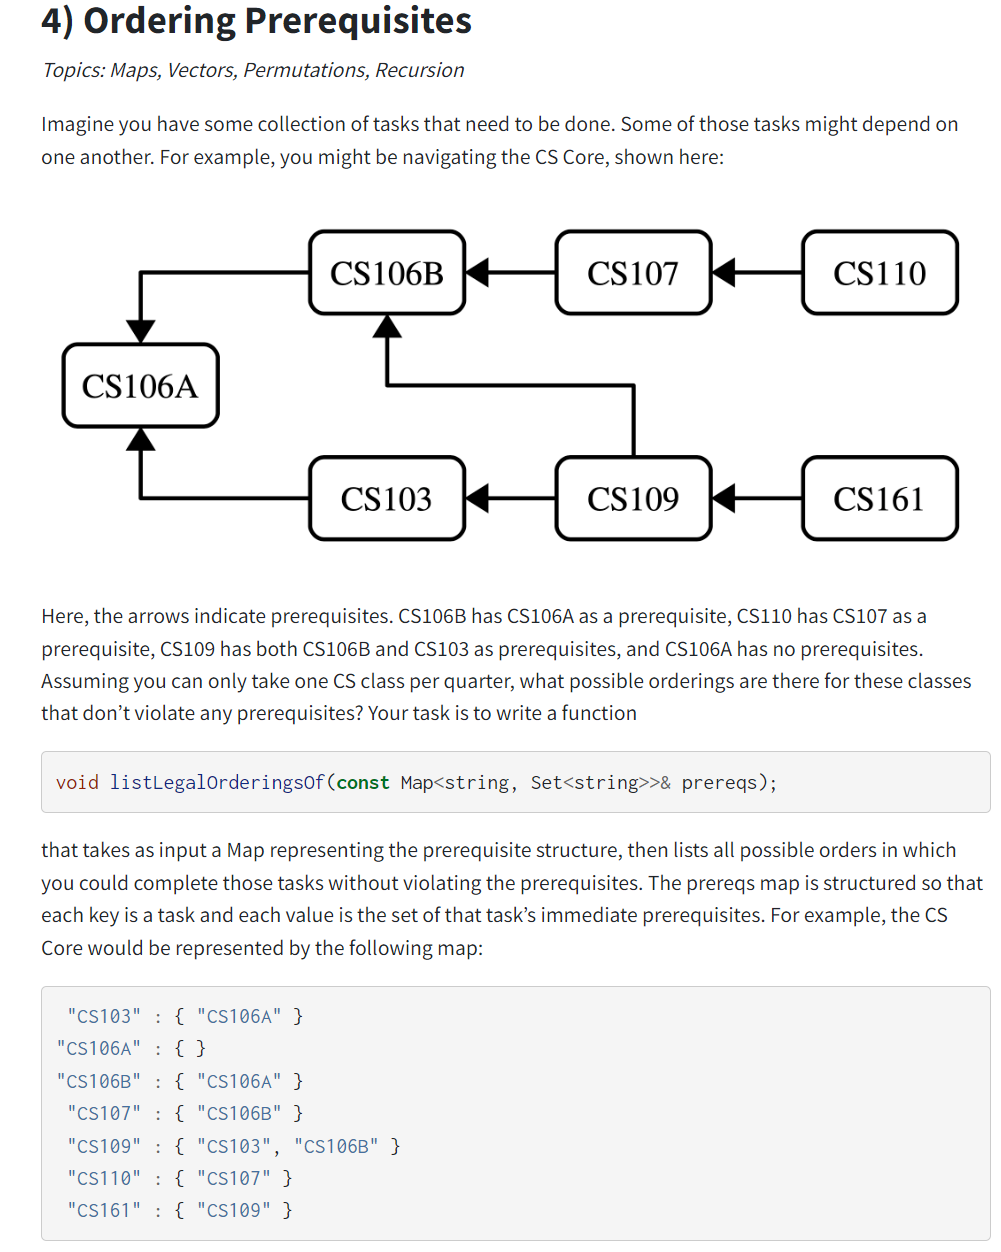 4) Ordering Prerequisites
Topics: Maps, Vectors, Permutations, Recursion
Imagine you have some collection of tasks that need to be done. Some of those tasks might depend on
one another. For example, you might be navigating the CS Core, shown here:
CS106B
CS107
CS110
CS106A
CS103
CS109
CS161
Here, the arrows indicate prerequisites. CS106B has CS106A as a prerequisite, CS110 has CS107 as a
prerequisite, CS109 has both CS106B and CS103 as prerequisites, and CS106A has no prerequisites.
Assuming you can only take one CS class per quarter, what possible orderings are there for these classes
that don’t violate any prerequisites? Your task is to write a function
void listLegalOrderingsOf(const Map<string, Set<string>>& prereqs);
that takes as input a Map representing the prerequisite structure, then lists all possible orders in which
you could complete those tasks without violating the prerequisites. The prereqs map is structured so that
each key is a task and each value is the set of that task’s immediate prerequisites. For example, the CS
Core would be represented by the following map:
"CS103" : { "CS106A" }
"CS106A" : { }
"CS106B" : { "CS106A" }
"CS107" : { "CS106B" }
"CS109" : { "CS103", "CS106B" }
"CS110" : { "CS107" }
"CS161" : { "CS109" }